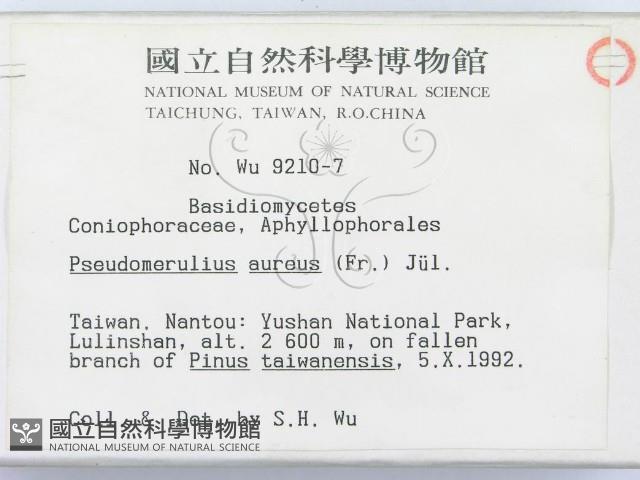 國立自然科學博物館
NATIONAL MUSEUM OF NATURAL SCIENCE
TAICHUNG, TAIWAN, R.O.CHINA
No. Wu 9210-7
Basidiomycetes
Coniophoraceae, Aphyllophorales
Pseudomerulius aureus (Fr.) Jül.
Taiwan. Nantou: Yushan National Park,
Lulinshan, alt. 2 600 m, on fallen
branch of Pinus taiwanensis, 5.X.1992.
Coll. & Det. by S.H. Wu
國立自然科學博物館
NATIONAL MUSEUM OF NATURAL SCIENCE